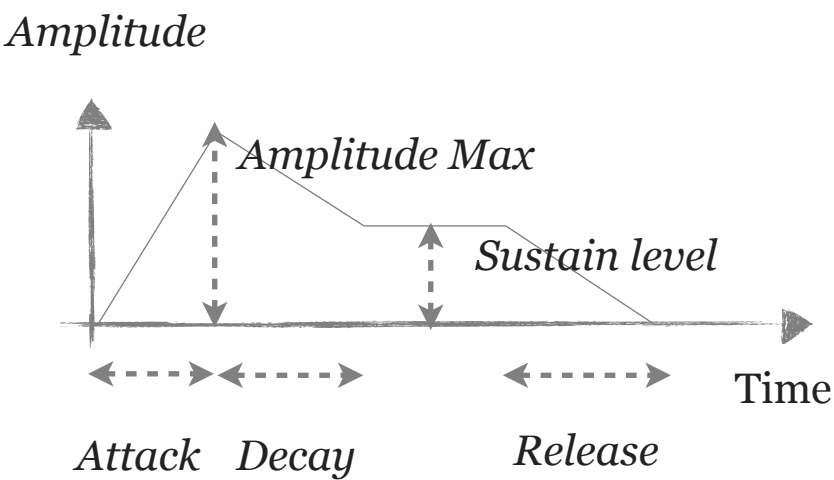 Amplitude
Amplitude Max
Sustain level
Time
Attack Decay Release